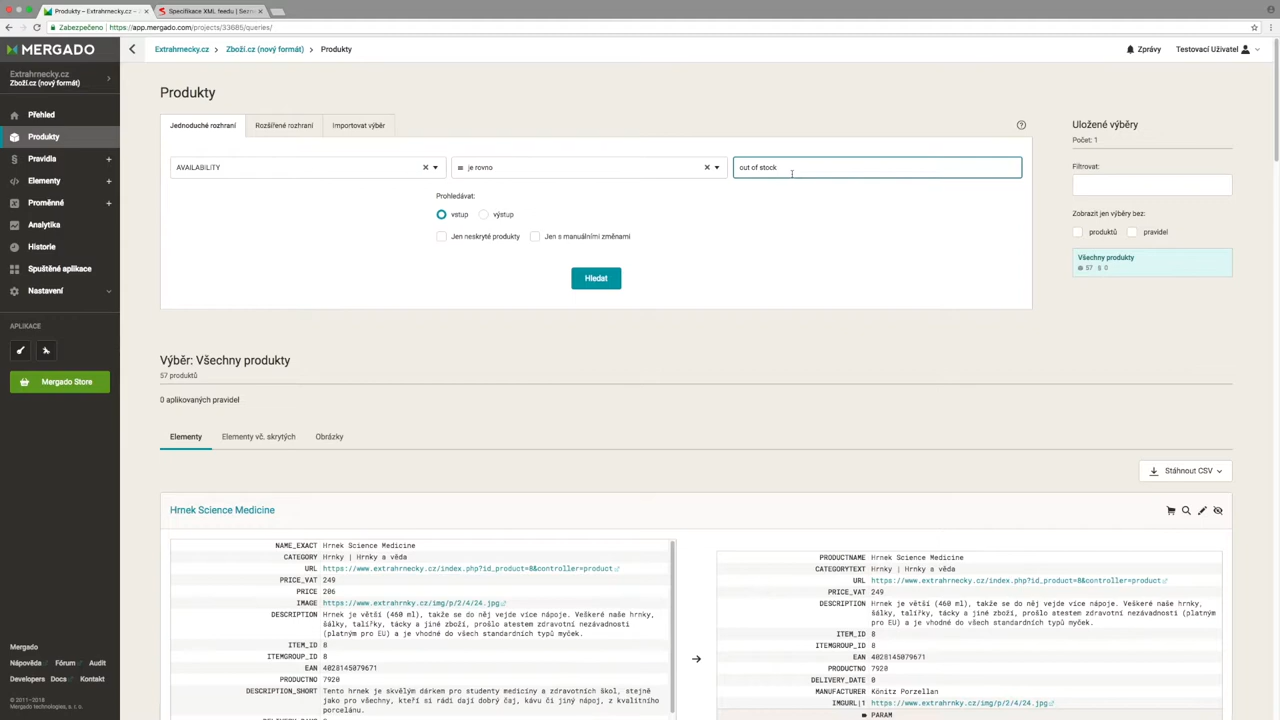 Produkty – Extrahrnecky.cz –
Specifikace XML feedu | Sezn
Zabezpečeno | https://app.mergado.com/projects/33685/queries/
MERGADO
Extrahrnecky.cz > Zboží.cz (nový formát) > Produkty
Zprávy
Testovací Uživatel
Extrahrnecky.cz
Zboží.cz (nový formát)
Přehled
Produkty
Pravidla +
Elementy +
Proměnné +
Analytika
Historie
Spuštěné aplikace
Nastavení
APLIKACE
Mergado Store
Mergado
Nápověda Fórum Audit
Developers Docs Kontakt
© 2011–2018
Mergado technologies, s. r. o.
Produkty
Jednoduché rozhraní Rozšířené rozhraní Importovat výběr
AVAILABILITY
= je rovno
out of stock
Prohledávat:
vstup výstup
Jen neskryté produkty Jen s manuálními změnami
Hledat
Uložené výběry
Počet: 1
Filtrovat:
Zobrazit jen výběry bez:
produktů pravidel
Všechny produkty
57 0
Výběr: Všechny produkty
57 produktů
0 aplikovaných pravidel
Elementy Elementy vč. skrytých Obrázky
Stáhnout CSV
Hrnek Science Medicine
NAME_EXACT Hrnek Science Medicine
CATEGORY Hrnky | Hrnky a věda
URL https://www.extrahrnecky.cz/index.php?id_product=8&controller=product
PRICE_VAT 249
PRICE 206
IMAGE https://www.extrahrnky.cz/img/p/2/4/24.jpg
DESCRIPTION Hrnek je větší (460 ml), takže se do něj vejde více nápoje. Veškeré naše hrnky,
šálky, talířky, tácky a jiné zboží, prošlo atestem zdravotní nezávadnosti
(platným pro EU) a je vhodné do všech standardních typů myček.
ITEM_ID 8
ITEMGROUP_ID 8
EAN 4028145079671
PRODUCTNO 7920
DESCRIPTION_SHORT Tento hrnek je skvělým dárkem pro studenty medicíny a zdravotních škol, stejně
jako pro všechny, kteří si rádi dají dobrý čaj, kávu či jiný nápoj, z kvalitního
porcelánu.
PRODUCTNAME Hrnek Science Medicine
CATEGORYTEXT Hrnky | Hrnky a věda
URL https://www.extrahrnecky.cz/index.php?id_product=8&controller=product
PRICE_VAT 249
DESCRIPTION Hrnek je větší (460 ml), takže se do něj vejde více nápoje. Veškeré naše hrnky,
šálky, talířky, tácky a jiné zboží, prošlo atestem zdravotní nezávadnosti (platným
pro EU) a je vhodné do všech standardních typů myček.
ITEM_ID 8
ITEMGROUP_ID 8
EAN 4028145079671
PRODUCTNO 7920
DELIVERY_DATE 0
MANUFACTURER Könitz Porzellan
IMGURL|1 https://www.extrahrnky.cz/img/p/2/4/24.jpg
PARAM